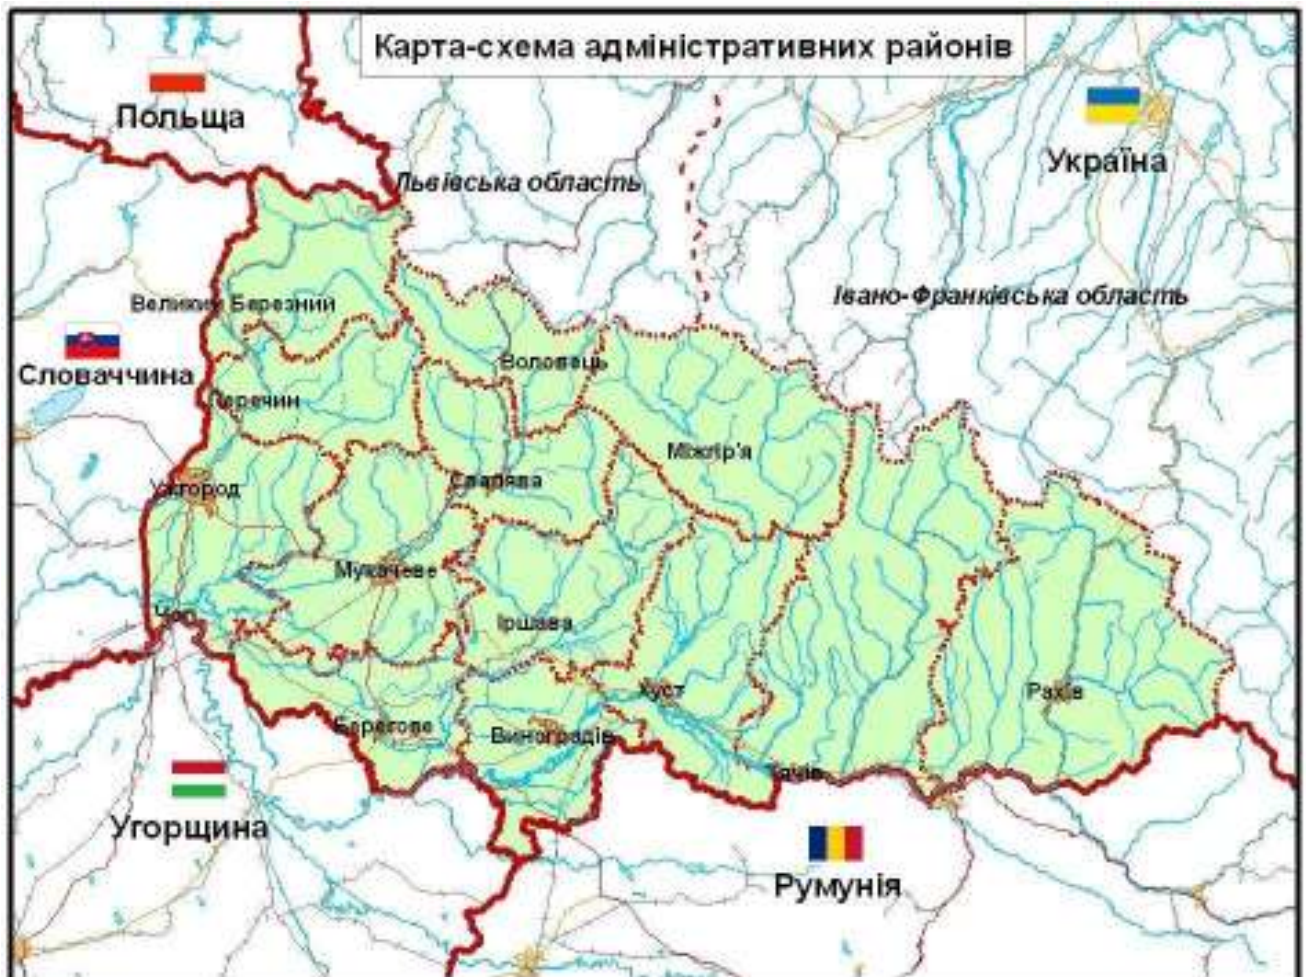 Карта-схема адміністративних районів
Польща
Україна
Львівська область
Івано-Франківська область
Великий Березний
Словаччина
Воловець
Перечин
Міжгір'я
Свалява
Ужгород
Мукачеве
Чоп
Іршава
Хуст
Рахів
Берегове
Виноградів
Тячів
Угорщина
Румунія